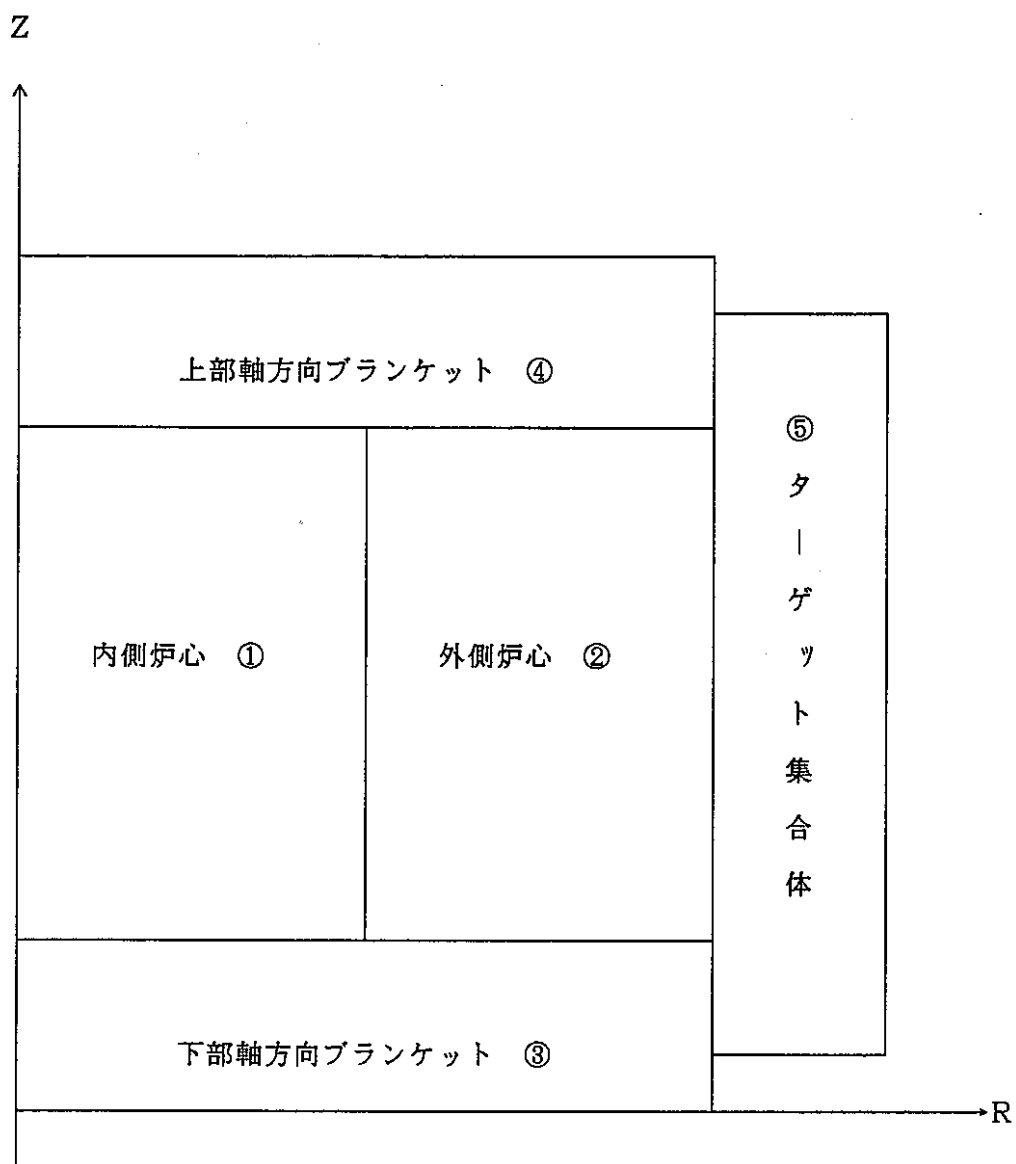 Z
上部軸方向ブランケット ④
⑤ターゲット集合体
内側炉心 ①
外側炉心 ②
下部軸方向ブランケット ③
R